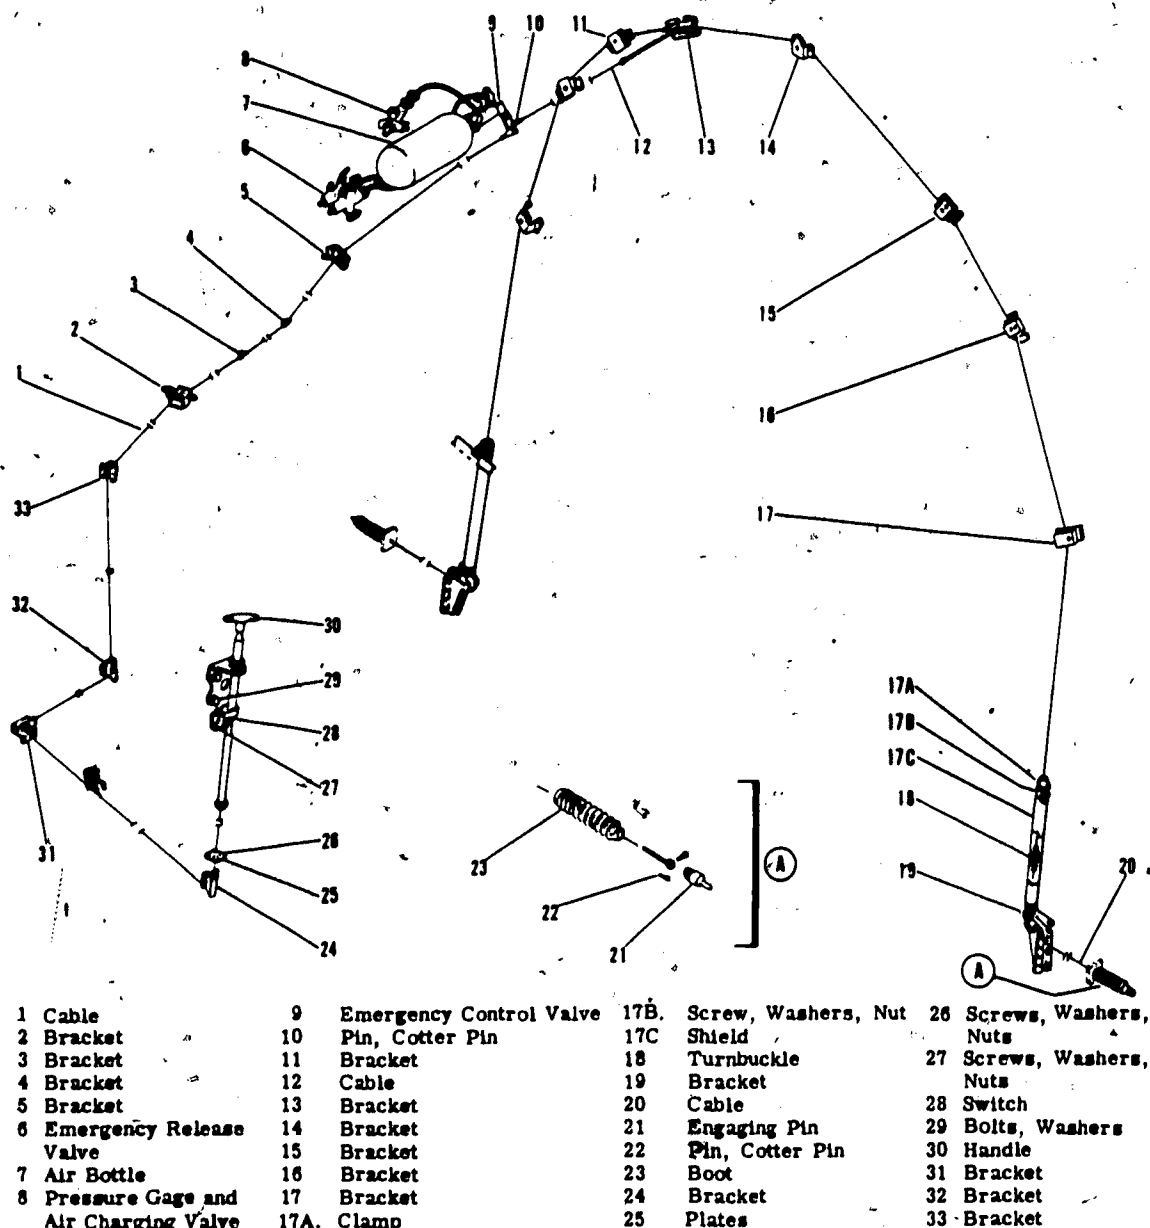 9 10 11
8
7
12 13 14
6
5
4
3
15
2
1
16
33
17
32
30
17A
29
17B
28
17C
27
18
26
31
23
A
19
20
25
22
24
21
A
1 Cable
2 Bracket
3 Bracket
4 Bracket
5 Bracket
6 Emergency Release
Valve
7 Air Bottle
8 Pressure Gage and
Air Charging Valve
9 Emergency Control Valve
10 Pin, Cotter Pin
11 Bracket
12 Cable
13 Bracket
14 Bracket
15 Bracket
16 Bracket
17 Bracket
17A. Clamp
17B. Screw, Washers, Nut
17C Shield
18 Turnbuckle
19 Bracket
20 Cable
21 Engaging Pin
22 Pin, Cotter Pin
23 Boot
24 Bracket
25 Plates
26 Screws, Washers,
Nuts
27 Screws, Washers,
Nuts
28 Switch
29 Bolts, Washers
30 Handle
31 Bracket
32 Bracket
33 Bracket